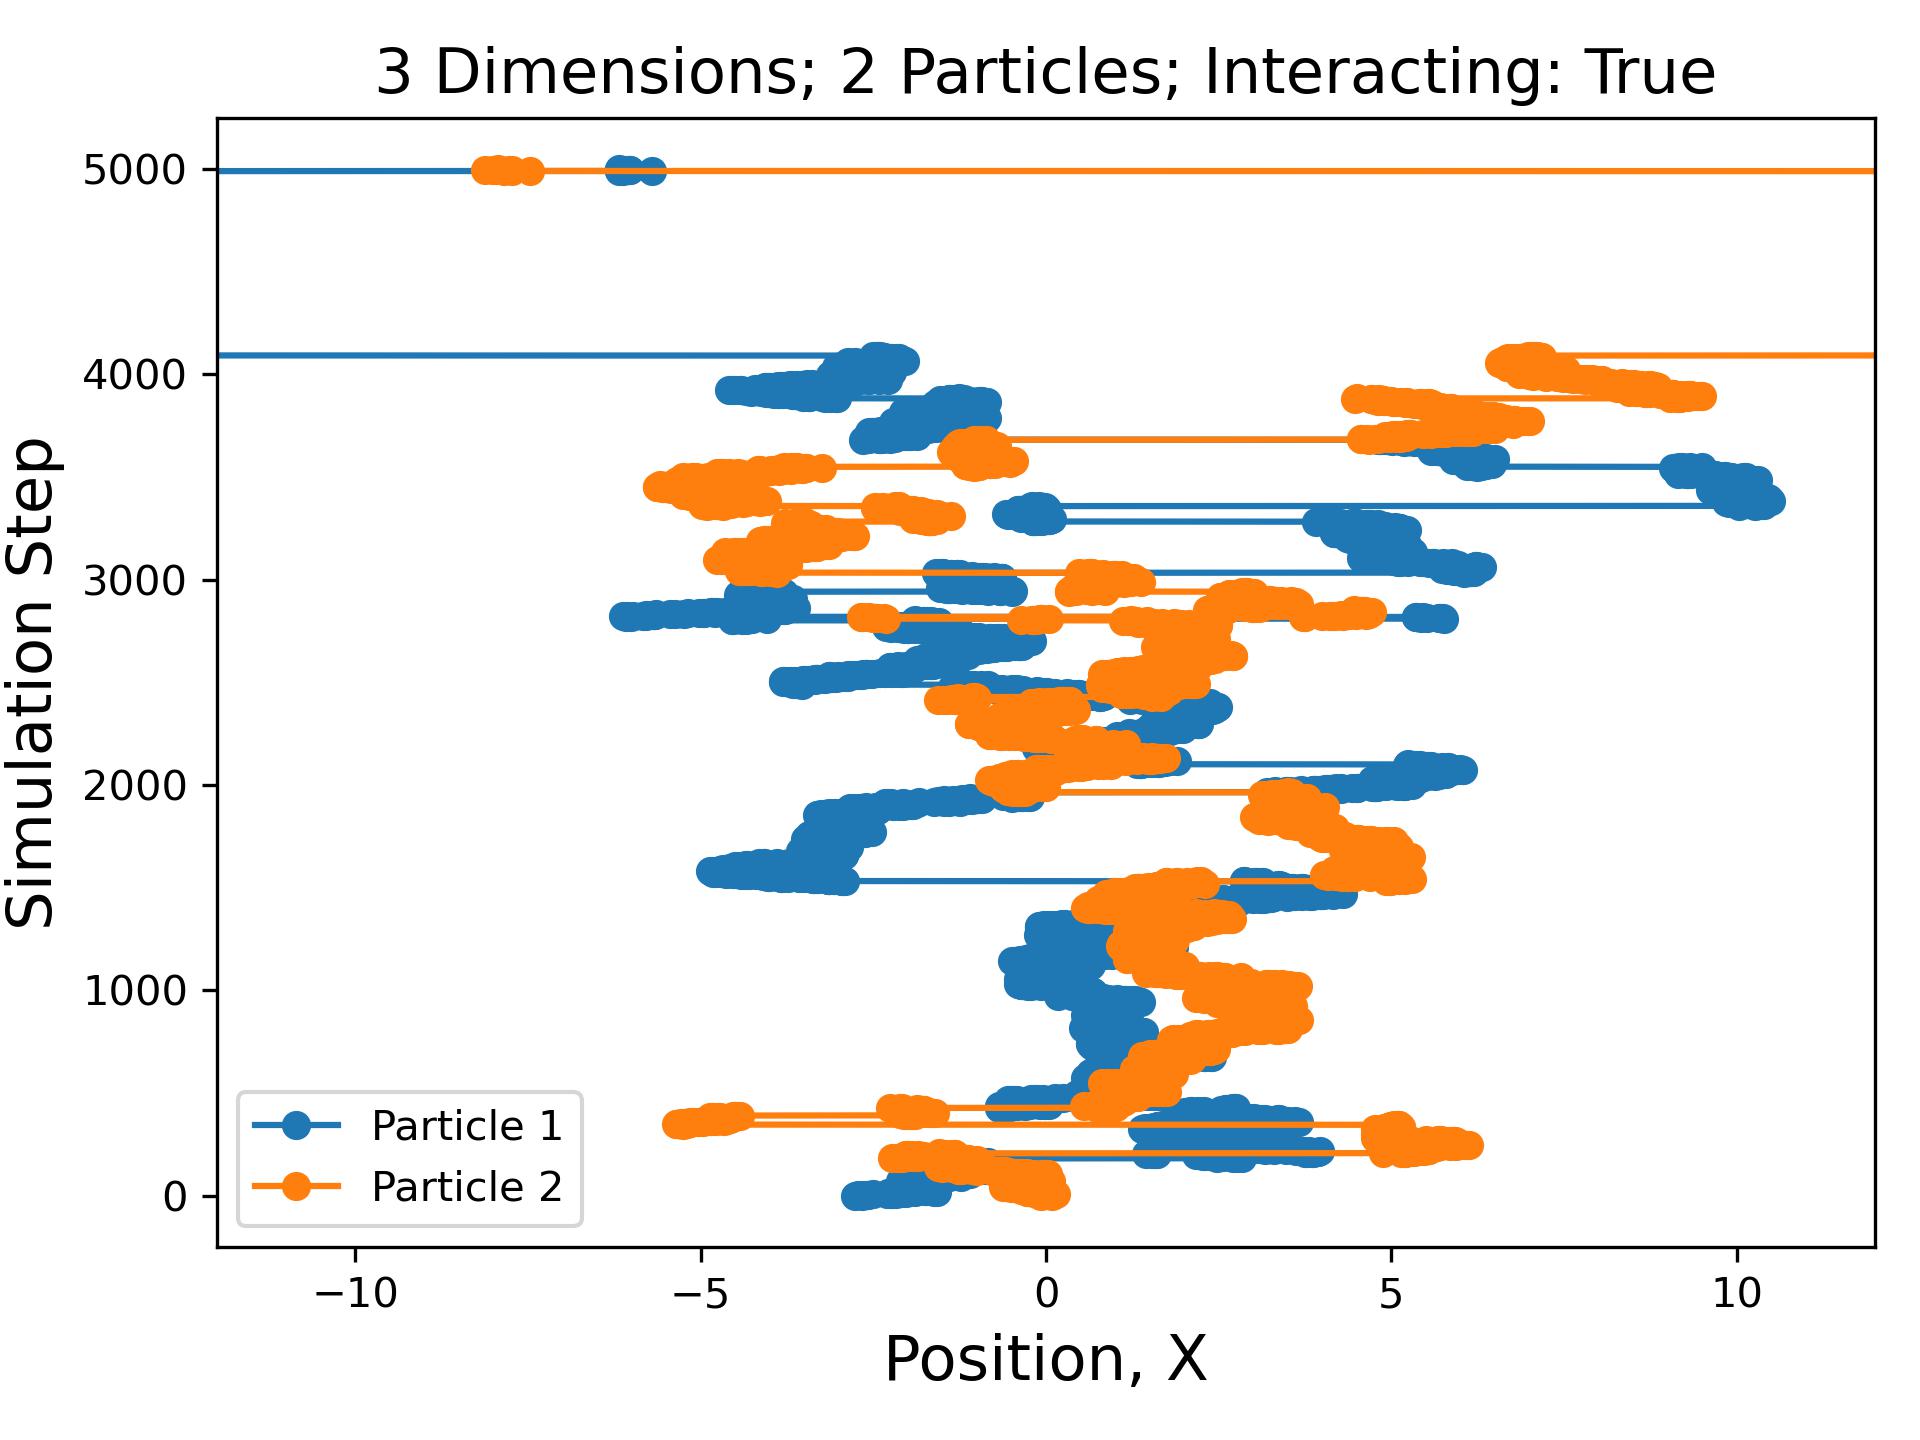 3 Dimensions; 2 Particles; Interacting: True
Simulation Step
5000
4000
3000
2000
1000
0
Particle 1
Particle 2
−10
−5
0
5
10
Position, X